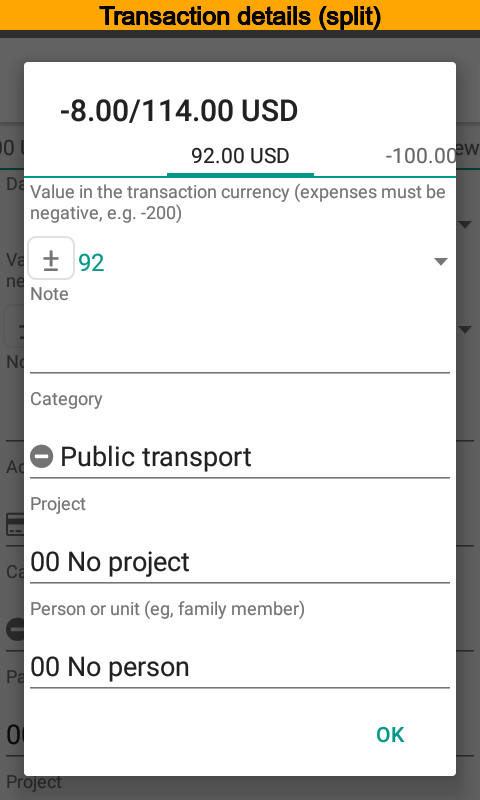 Transaction details (split)
-8.00/114.00 USD
92.00 USD
-100.00
Value in the transaction currency (expenses must be
negative, e.g. -200)
± 92
Note
Category
Public transport
Project
00 No project
Person or unit (eg, family member)
00 No person
OK
Project